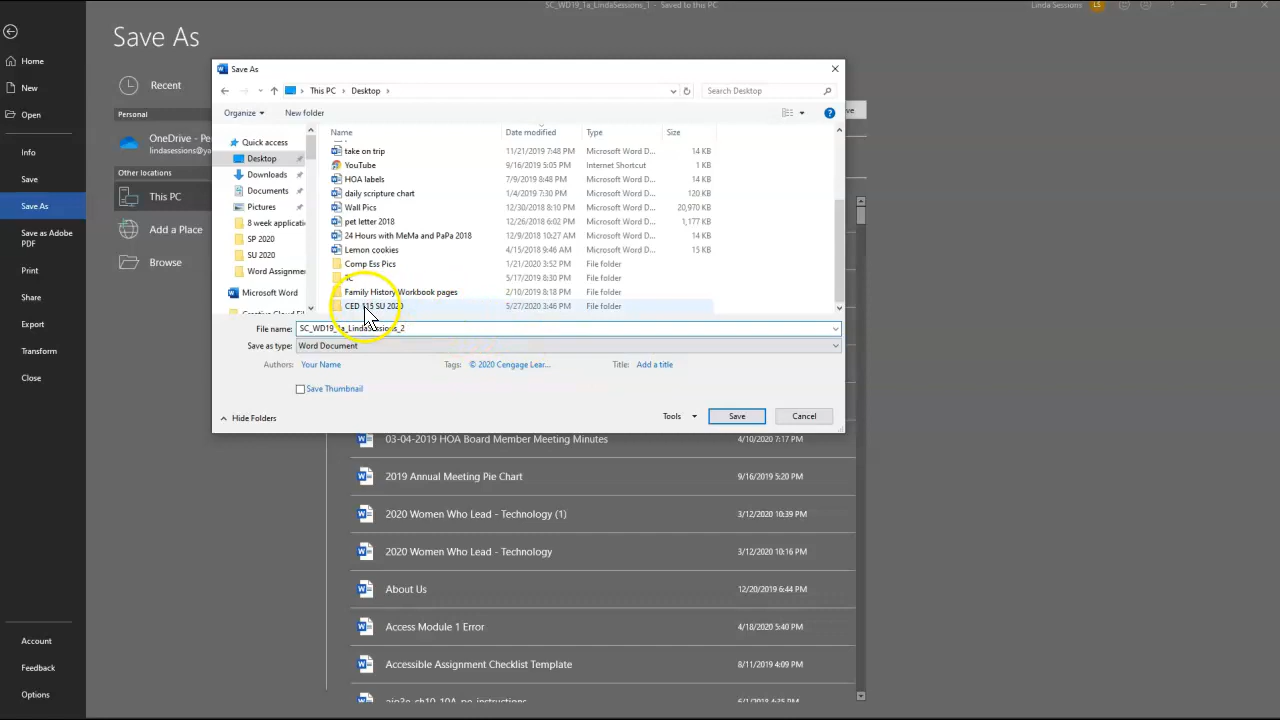 SC_WD19_1a_LindaSessions_1 - Saved to this PC
Linda Sessions LS ?
Save As
Home
New
Open
Info
Save
Save As
Save as Adobe
PDF
Print
Share
Export
Transform
Close
Account
Feedback
Options
Recent
Personal
OneDrive - Pe
lindasessions@ya
Other locations
This PC
Add a Place
Browse
Save As
This PC > Desktop >
Search Desktop
Organize
New folder
Quick access
Desktop
Downloads
Documents
Pictures
8 week applicati
SP 2020
SU 2020
Word Assignme
Microsoft Word
Creative Cloud Fil
Name Date modified Type Size
take on trip 11/21/2019 7:48 PM Microsoft Word D... 14 KB
YouTube 9/16/2019 5:05 PM Internet Shortcut 1 KB
HOA labels 7/9/2019 8:48 PM Microsoft Word D... 14 KB
daily scripture chart 1/4/2019 7:30 PM Microsoft Word D... 120 KB
Wall Pics 12/30/2018 8:10 PM Microsoft Word D... 20,970 KB
pet letter 2018 12/26/2018 6:02 PM Microsoft Word D... 1,177 KB
24 Hours with MeMa and PaPa 2018 12/9/2018 10:27 AM Microsoft Word D... 14 KB
Lemon cookies 4/15/2018 9:46 AM Microsoft Word D... 15 KB
Comp Ess Pics 1/21/2020 3:52 PM File folder
5/17/2019 8:30 PM File folder
Family History Workbook pages 2/10/2019 8:18 PM File folder
CED 115 SU 2020 5/27/2020 3:46 PM File folder
File name: SC_WD19_1a_LindaSessions_2
Save as type: Word Document
Authors: Your Name Tags: © 2020 Cengage Lear... Title: Add a title
Save Thumbnail
Hide Folders Tools Save Cancel
03-04-2019 HOA Board Member Meeting Minutes 4/10/2020 7:17 PM
2019 Annual Meeting Pie Chart 9/16/2019 5:20 PM
2020 Women Who Lead - Technology (1) 3/12/2020 10:39 PM
2020 Women Who Lead - Technology 3/12/2020 10:16 PM
About Us 12/20/2019 6:44 PM
Access Module 1 Error 4/18/2020 5:40 PM
Accessible Assignment Checklist Template 8/11/2019 4:09 PM